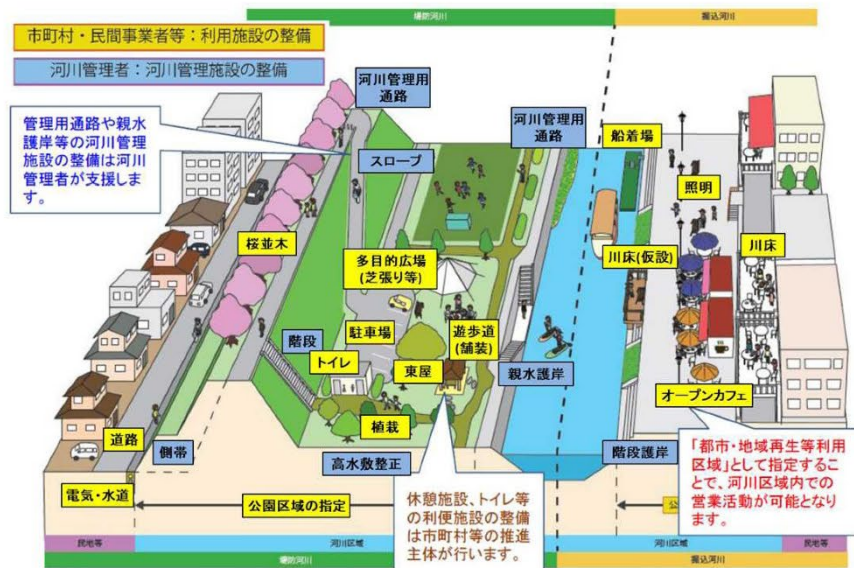 堤防河川
掘込河川
市町村・民間事業者等：利用施設の整備
河川管理者：河川管理施設の整備
管理用通路や親水
護岸等の河川管理
施設の整備は河川
管理者が支援しま
す。
河川管理用
通路
スロープ
河川管理用
通路
船着場
照明
桜並木
多目的広場
(芝張り等)
川床(仮設)
川床
階段
駐車場
遊歩道
(舗装)
トイレ
東屋
親水護岸
オープンカフェ
植栽
道路
側帯
高水敷整正
階段護岸
電気・水道
公園区域の指定
休憩施設、トイレ等
の利便施設の整備
は市町村等の推進
主体が行います。
「都市・地域再生等利用
区域」として指定するこ
とで、河川区域内での
営業活動が可能となり
ます。
民地等
河川区域
河川区域
民地等
堤防河川
掘込河川